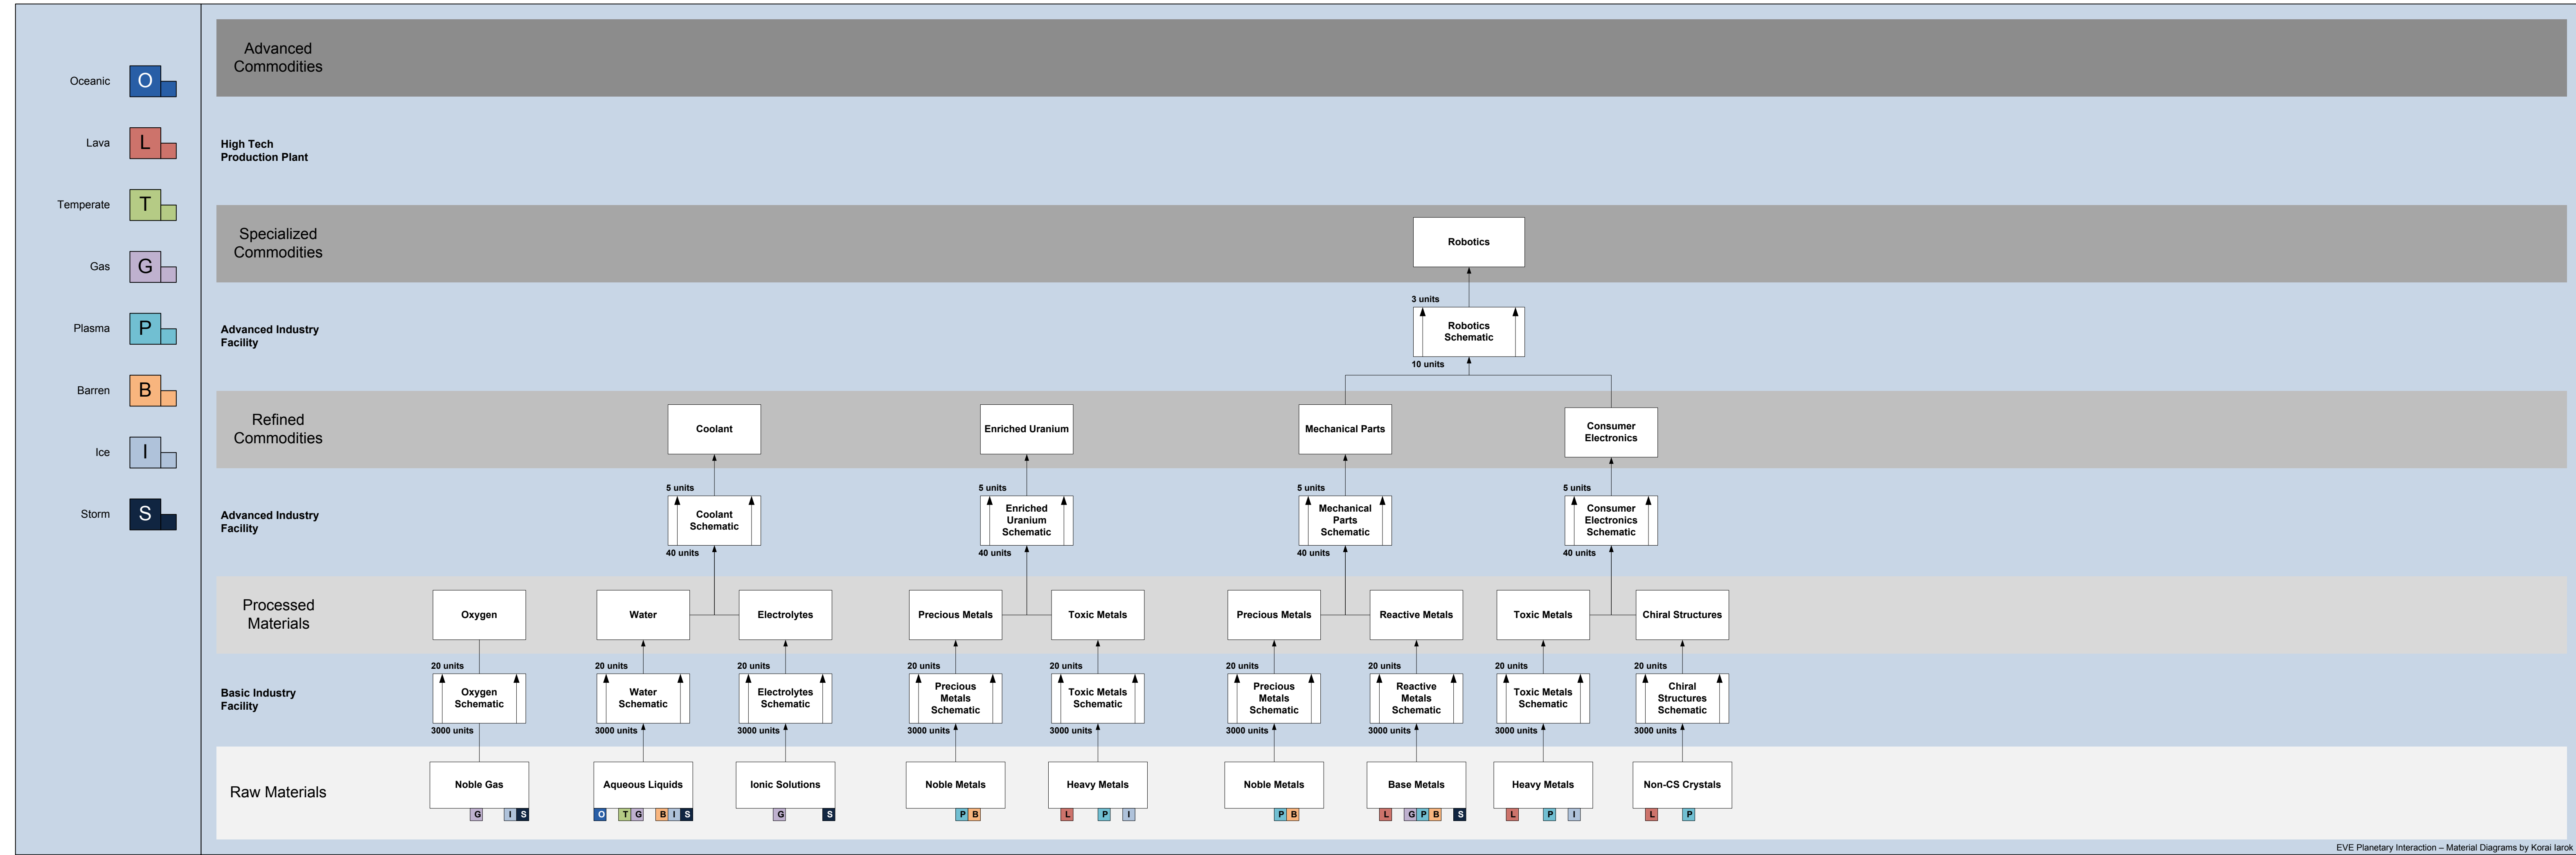 Oceanic
O
Lava
L
Temperate
T
Gas
G
Plasma
P
Barren
B
Ice
I
Storm
S
Advanced
Commodities
High Tech
Production Plant
Specialized
Commodities
Robotics
3 units
Advanced Industry
Facility
Robotics
Schematic
10 units
Refined
Commodities
Coolant
Enriched Uranium
Mechanical Parts
Consumer
Electronics
5 units
5 units
5 units
5 units
Advanced Industry
Facility
Coolant
Schematic
Enriched
Uranium
Schematic
Mechanical
Parts
Schematic
Consumer
Electronics
Schematic
40 units
40 units
40 units
40 units
Processed
Materials
Oxygen
Water
Electrolytes
Precious Metals
Toxic Metals
Precious Metals
Reactive Metals
Toxic Metals
Chiral Structures
20 units
20 units
20 units
20 units
20 units
20 units
20 units
20 units
20 units
Basic Industry
Facility
Oxygen
Schematic
Water
Schematic
Electrolytes
Schematic
Precious
Metals
Schematic
Toxic Metals
Schematic
Precious
Metals
Schematic
Reactive
Metals
Schematic
Toxic Metals
Schematic
Chiral
Structures
Schematic
3000 units
3000 units
3000 units
3000 units
3000 units
3000 units
3000 units
3000 units
3000 units
Raw Materials
Noble Gas
Aqueous Liquids
Ionic Solutions
Noble Metals
Heavy Metals
Noble Metals
Base Metals
Heavy Metals
Non-CS Crystals
G I S
O T G B I S
G S
P B
L P I
P B
L G P B S
L P I
L P
EVE Planetary Interaction – Material Diagrams by Korai Iarok